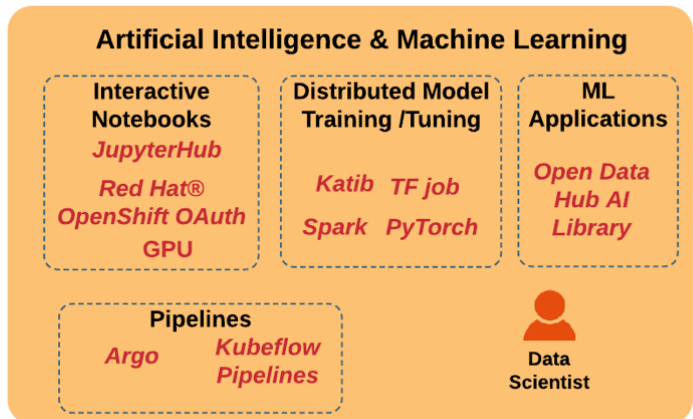 Artificial Intelligence & Machine Learning
Interactive
Notebooks
JupyterHub
Red Hat®
OpenShift OAuth
GPU
Distributed Model
Training /Tuning
Katib TF job
Spark PyTorch
ML
Applications
Open Data
Hub AI
Library
Pipelines
Argo
Kubeflow
Pipelines
Data
Scientist